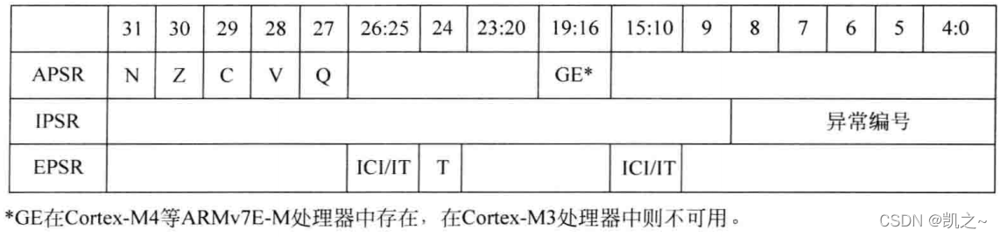 31 30 29 28 27 26:25 24 23:20 19:16 15:10 9 8 7 6 5 4:0
APSR N Z C V Q GE*
IPSR 异常编号
EPSR ICI/IT T ICI/IT
*GE在Cortex-M4等ARMv7E-M处理器中存在，在Cortex-M3处理器中则不可用。
CSDN @凯之~